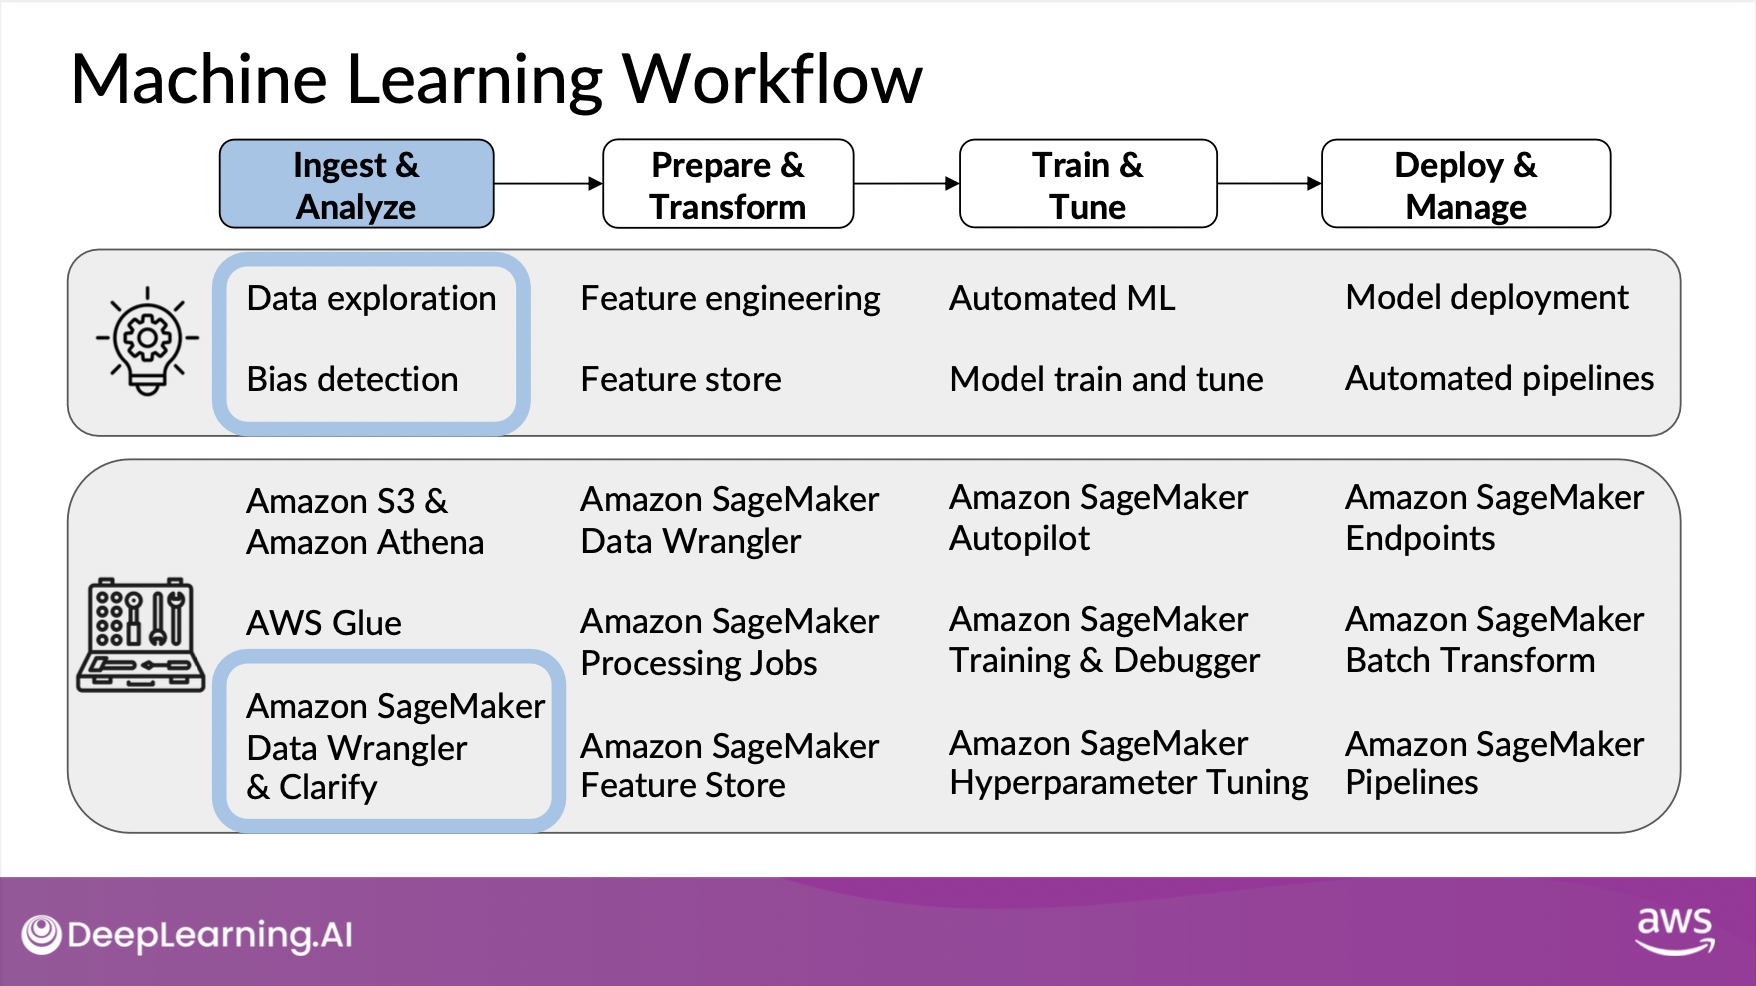 Machine Learning Workflow
Ingest &
Analyze
Prepare &
Transform
Train &
Tune
Deploy &
Manage
Data exploration
Bias detection
Feature engineering
Feature store
Automated ML
Model train and tune
Model deployment
Automated pipelines
Amazon S3 &
Amazon Athena
AWS Glue
Amazon SageMaker
Data Wrangler
& Clarify
Amazon SageMaker
Data Wrangler
Amazon SageMaker
Processing Jobs
Amazon SageMaker
Feature Store
Amazon SageMaker
Autopilot
Amazon SageMaker
Training & Debugger
Amazon SageMaker
Hyperparameter Tuning
Amazon SageMaker
Endpoints
Amazon SageMaker
Batch Transform
Amazon SageMaker
Pipelines
DeepLearning.AI
aws